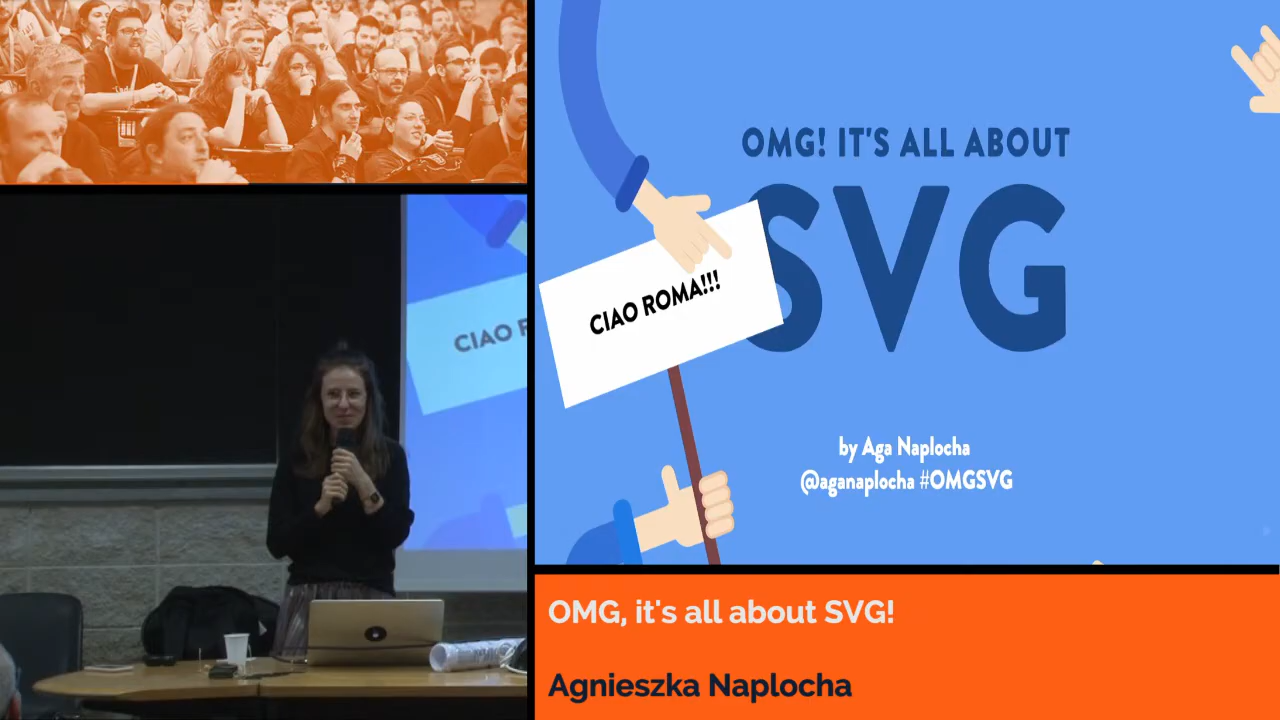 OMG! IT'S ALL ABOUT
SVG
CIAO ROMA!!!
by Aga Naplocha
@aganaplocha #OMGSVG
CIAO
OMG, it's all about SVG!
Agnieszka Naplocha